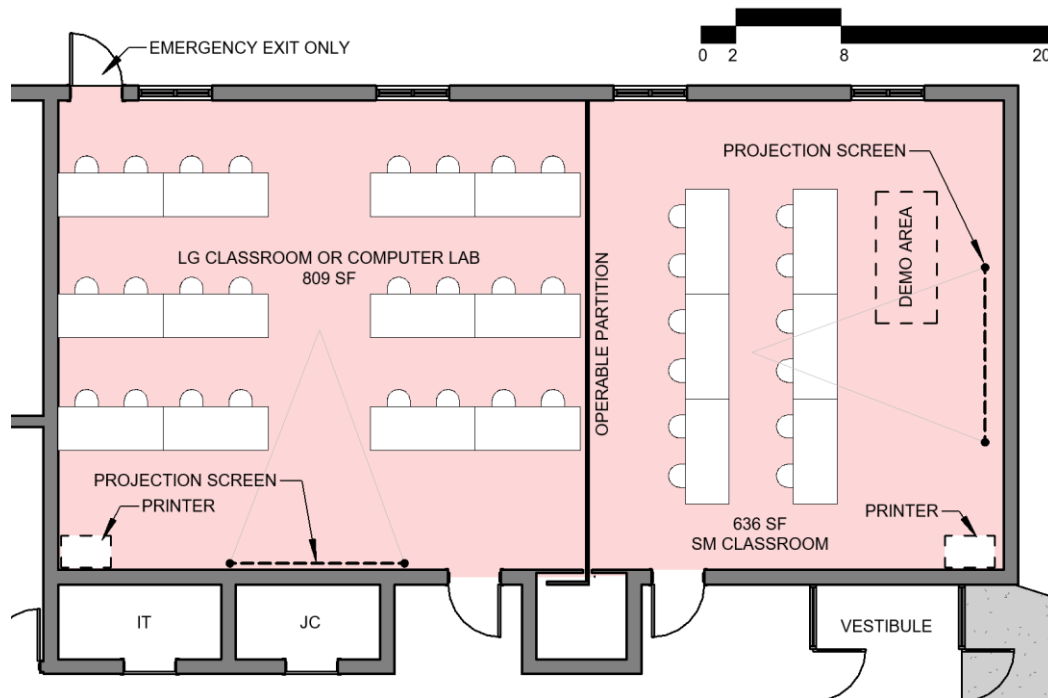 EMERGENCY EXIT ONLY
0 2 8 20
PROJECTION SCREEN
DEMO AREA
LG CLASSROOM OR COMPUTER LAB
809 SF
OPERABLE PARTITION
PROJECTION SCREEN
PRINTER
636 SF
SM CLASSROOM
PRINTER
IT
JC
VESTIBULE